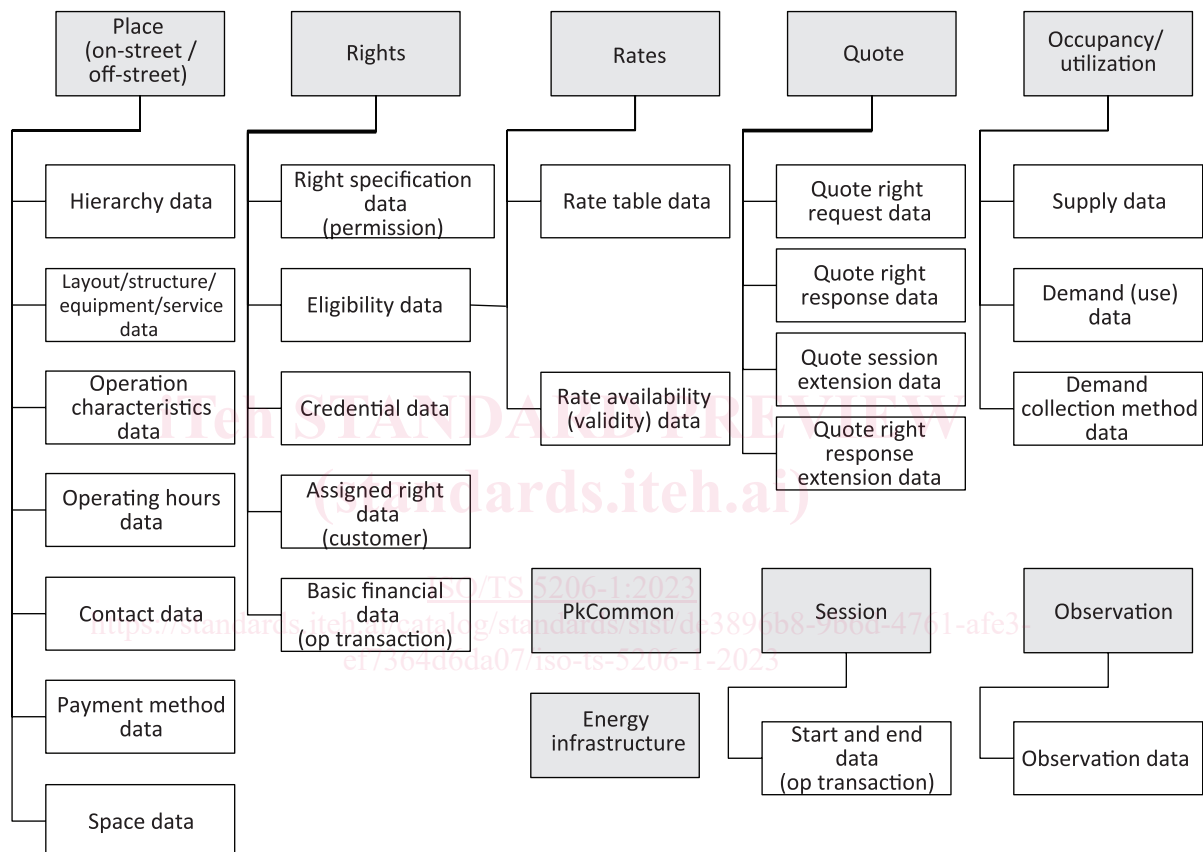 Place
(on-street /
off-street)
Hierarchy data
Layout/structure/
equipment/service
data
Operation
characteristics
data
Operating hours
data
Contact data
Payment method
data
Space data
Rights
Right specification
data
(permission)
Eligibility data
Credential data
Assigned right
data
(customer)
Basic financial
data
(op transaction)
Rates
Rate table data
Rate availability
(validity) data
Quote
Quote right
request data
Quote right
response data
Quote session
extension data
Quote right
response
extension data
Occupancy/
utilization
Supply data
Demand (use)
data
Demand
collection method
data
PkCommon
Energy
infrastructure
Session
Start and end
data
(op transaction)
Observation
Observation data
iTeh STANDARD PREVIEW
(standards.iteh.ai)
ISO/TS 5206-1:2023
https://standards.iteh.ai/catalog/standards/sist/de3896b8-9b6d-4761-afe3-
ef7364d6da07/iso-ts-5206-1-2023